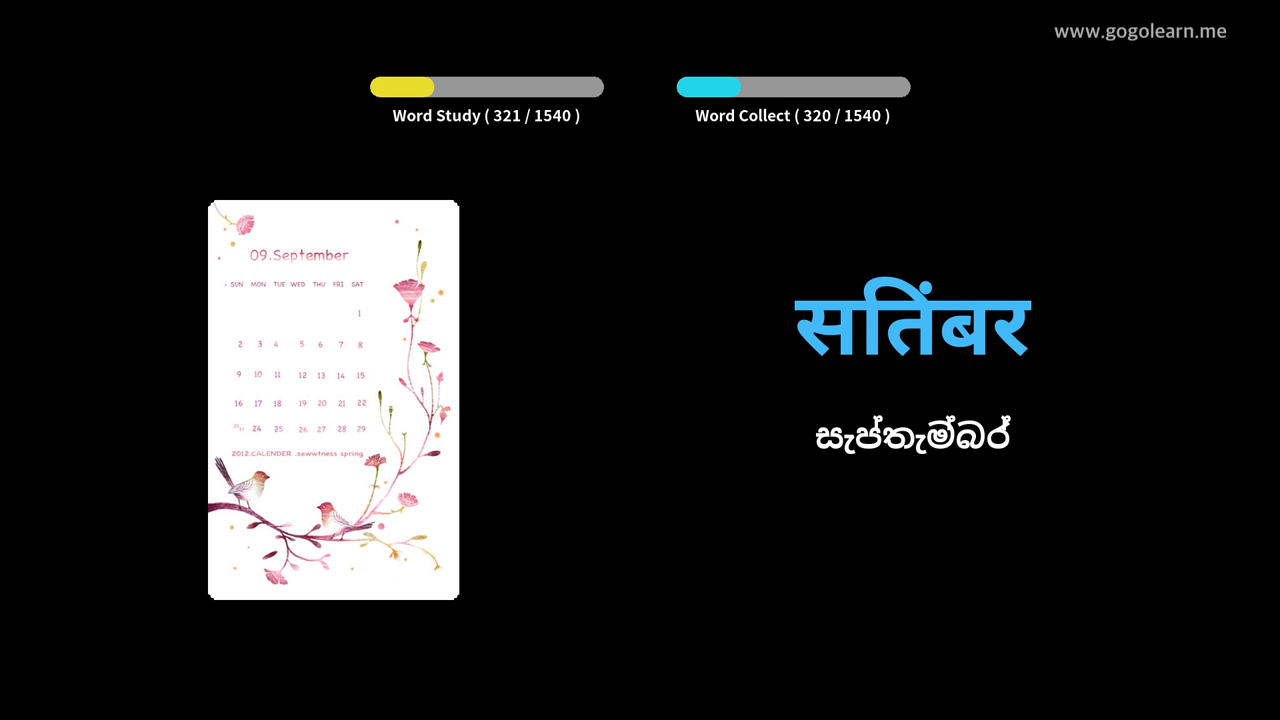 www.gogolearn.me
Word Study ( 321 / 1540 )
Word Collect ( 320 / 1540 )
09.September
SUN MON TUE WED THU FRI SAT
1
2 3 4 5 6 7 8
9 10 11 12 13 14 15
16 17 18 19 20 21 22
24 25 26 27 28 29
2012.CALENDER .sewwtness spring
सतिंबर
සැප්තැම්බර්